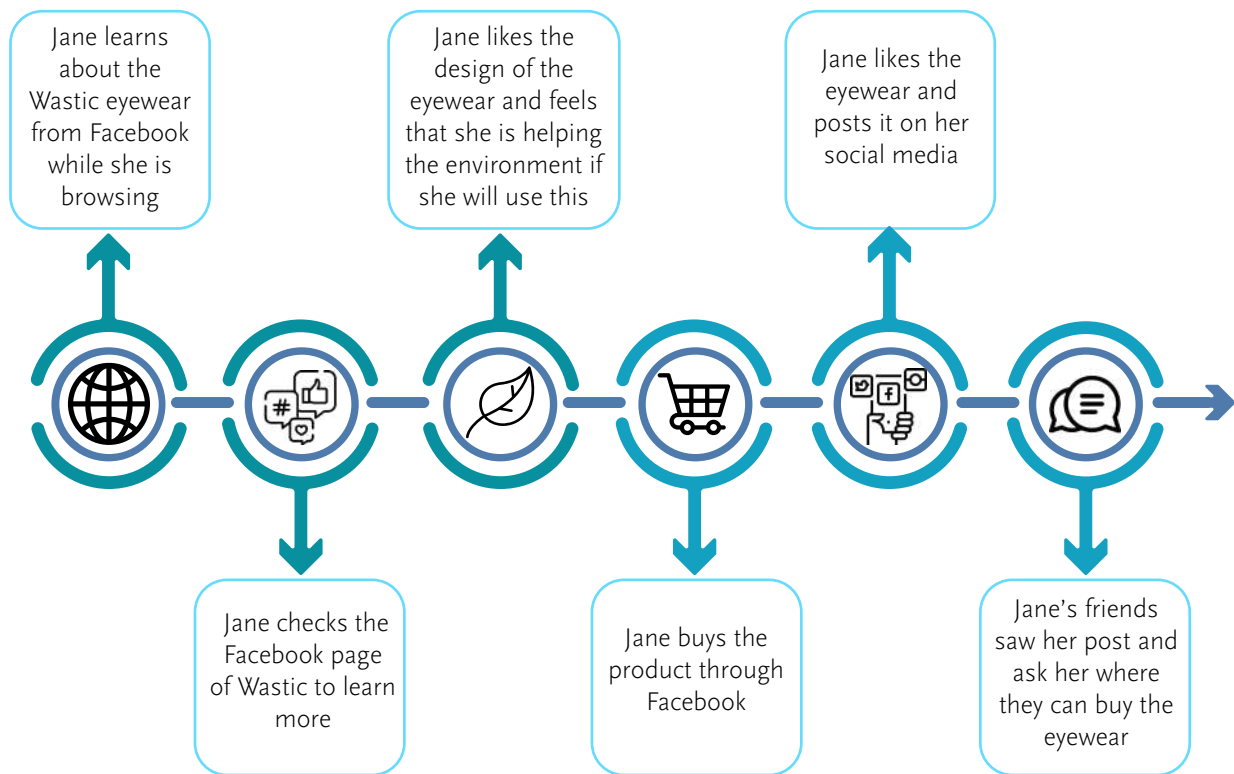 Jane learns
about the
Wastic eyewear
from Facebook
while she is
browsing
Jane checks the
Facebook page
of Wastic to learn
more
Jane likes the
design of the
eyewear and feels
that she is helping
the environment if
she will use this
Jane buys the
product through
Facebook
Jane likes the
eyewear and
posts it on her
social media
Jane’s friends
saw her post and
ask her where
they can buy the
eyewear